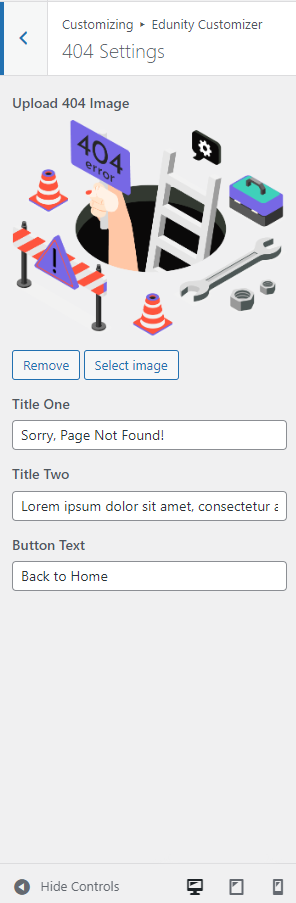 Customizing ▸ Edunity Customizer
404 Settings
Upload 404 Image
404
error
Remove
Select image
Title One
Sorry, Page Not Found!
Title Two
Lorem ipsum dolor sit amet, consectetur a
Button Text
Back to Home
Hide Controls